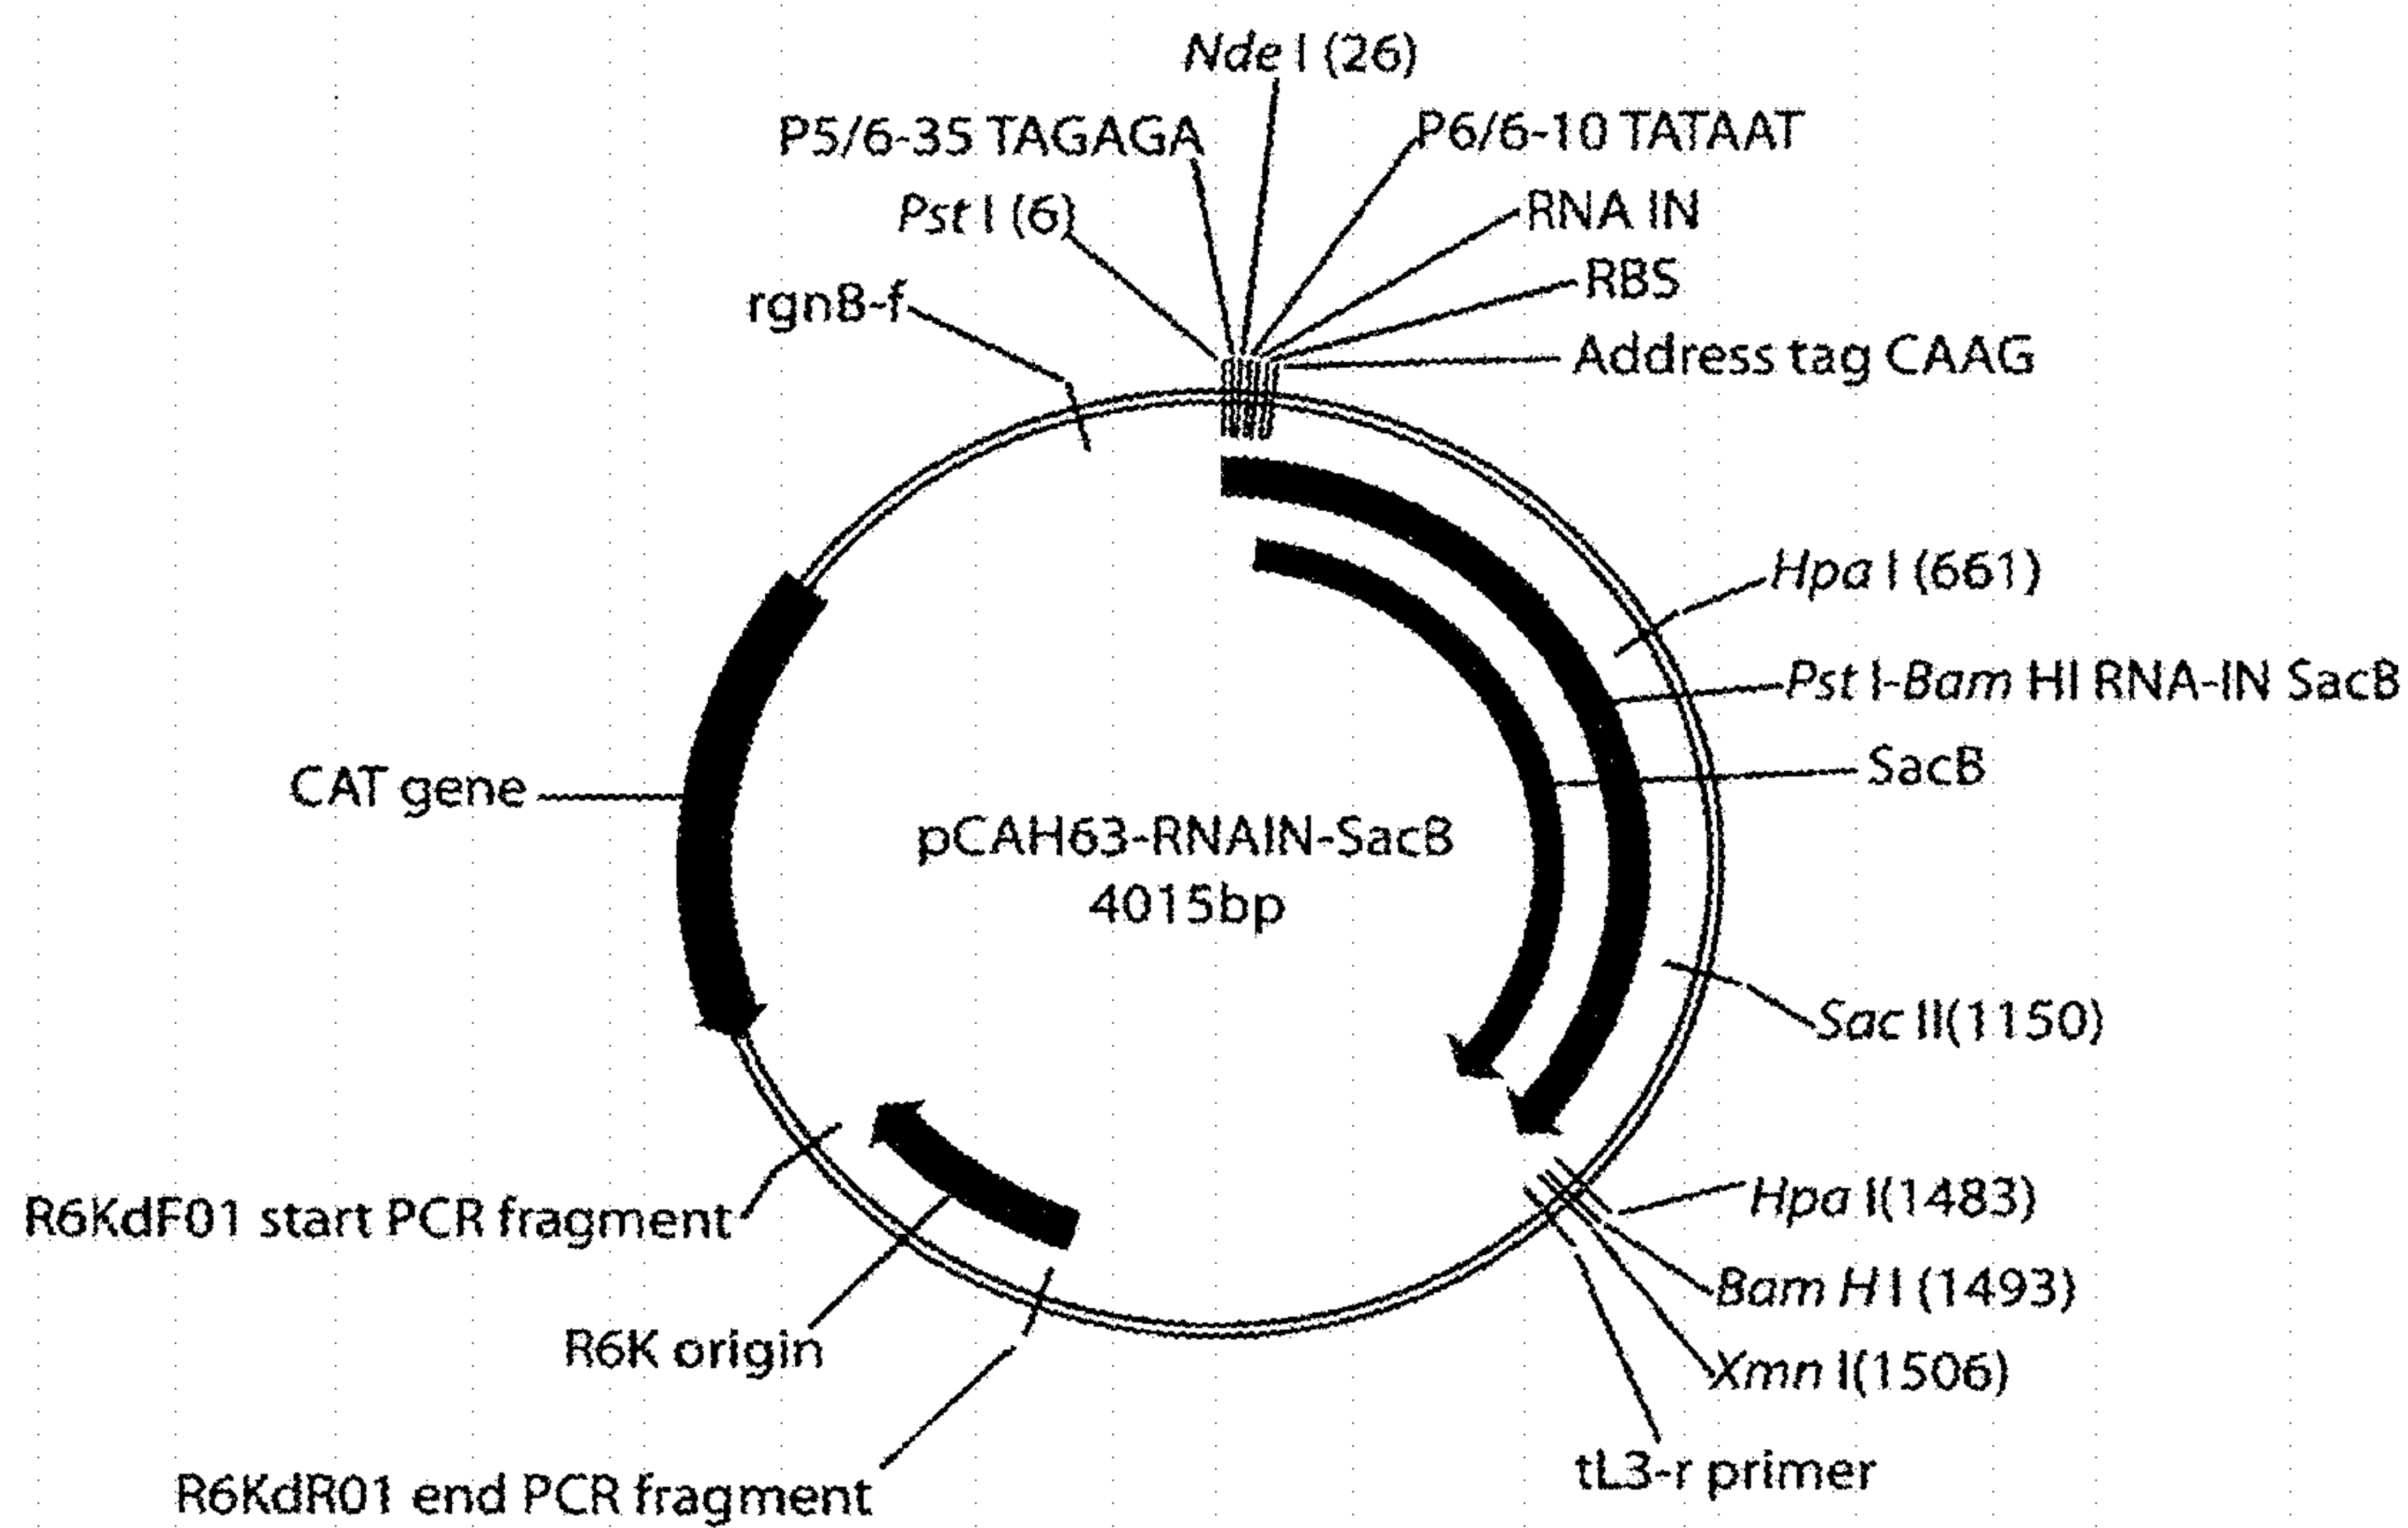 Nde I (26)
P5/6-35 TAGAGA
P6/6-10 TATAAT
Pst I (6)
RNA IN
RBS
rgnB-f
Address tag CAAG
Hpa I (661)
Pst I-Bam HI RNA-IN SacB
SacB
CAT gene
pCAH63-RNAIN-SacB
4015bp
Sac II(1150)
Hpa I(1483)
R6KdF01 start PCR fragment
Bam H I (1493)
R6K origin
Xmn I(1506)
tL3-r primer
R6KdR01 end PCR fragment